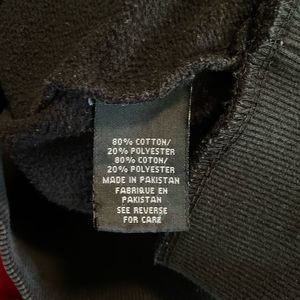 80% COTTON/
20% POLYESTER
80% COTON/
20% POLYESTER
MADE IN PAKISTAN
FABRIQUE EN
PAKISTAN
SEE REVERSE
FOR CARE